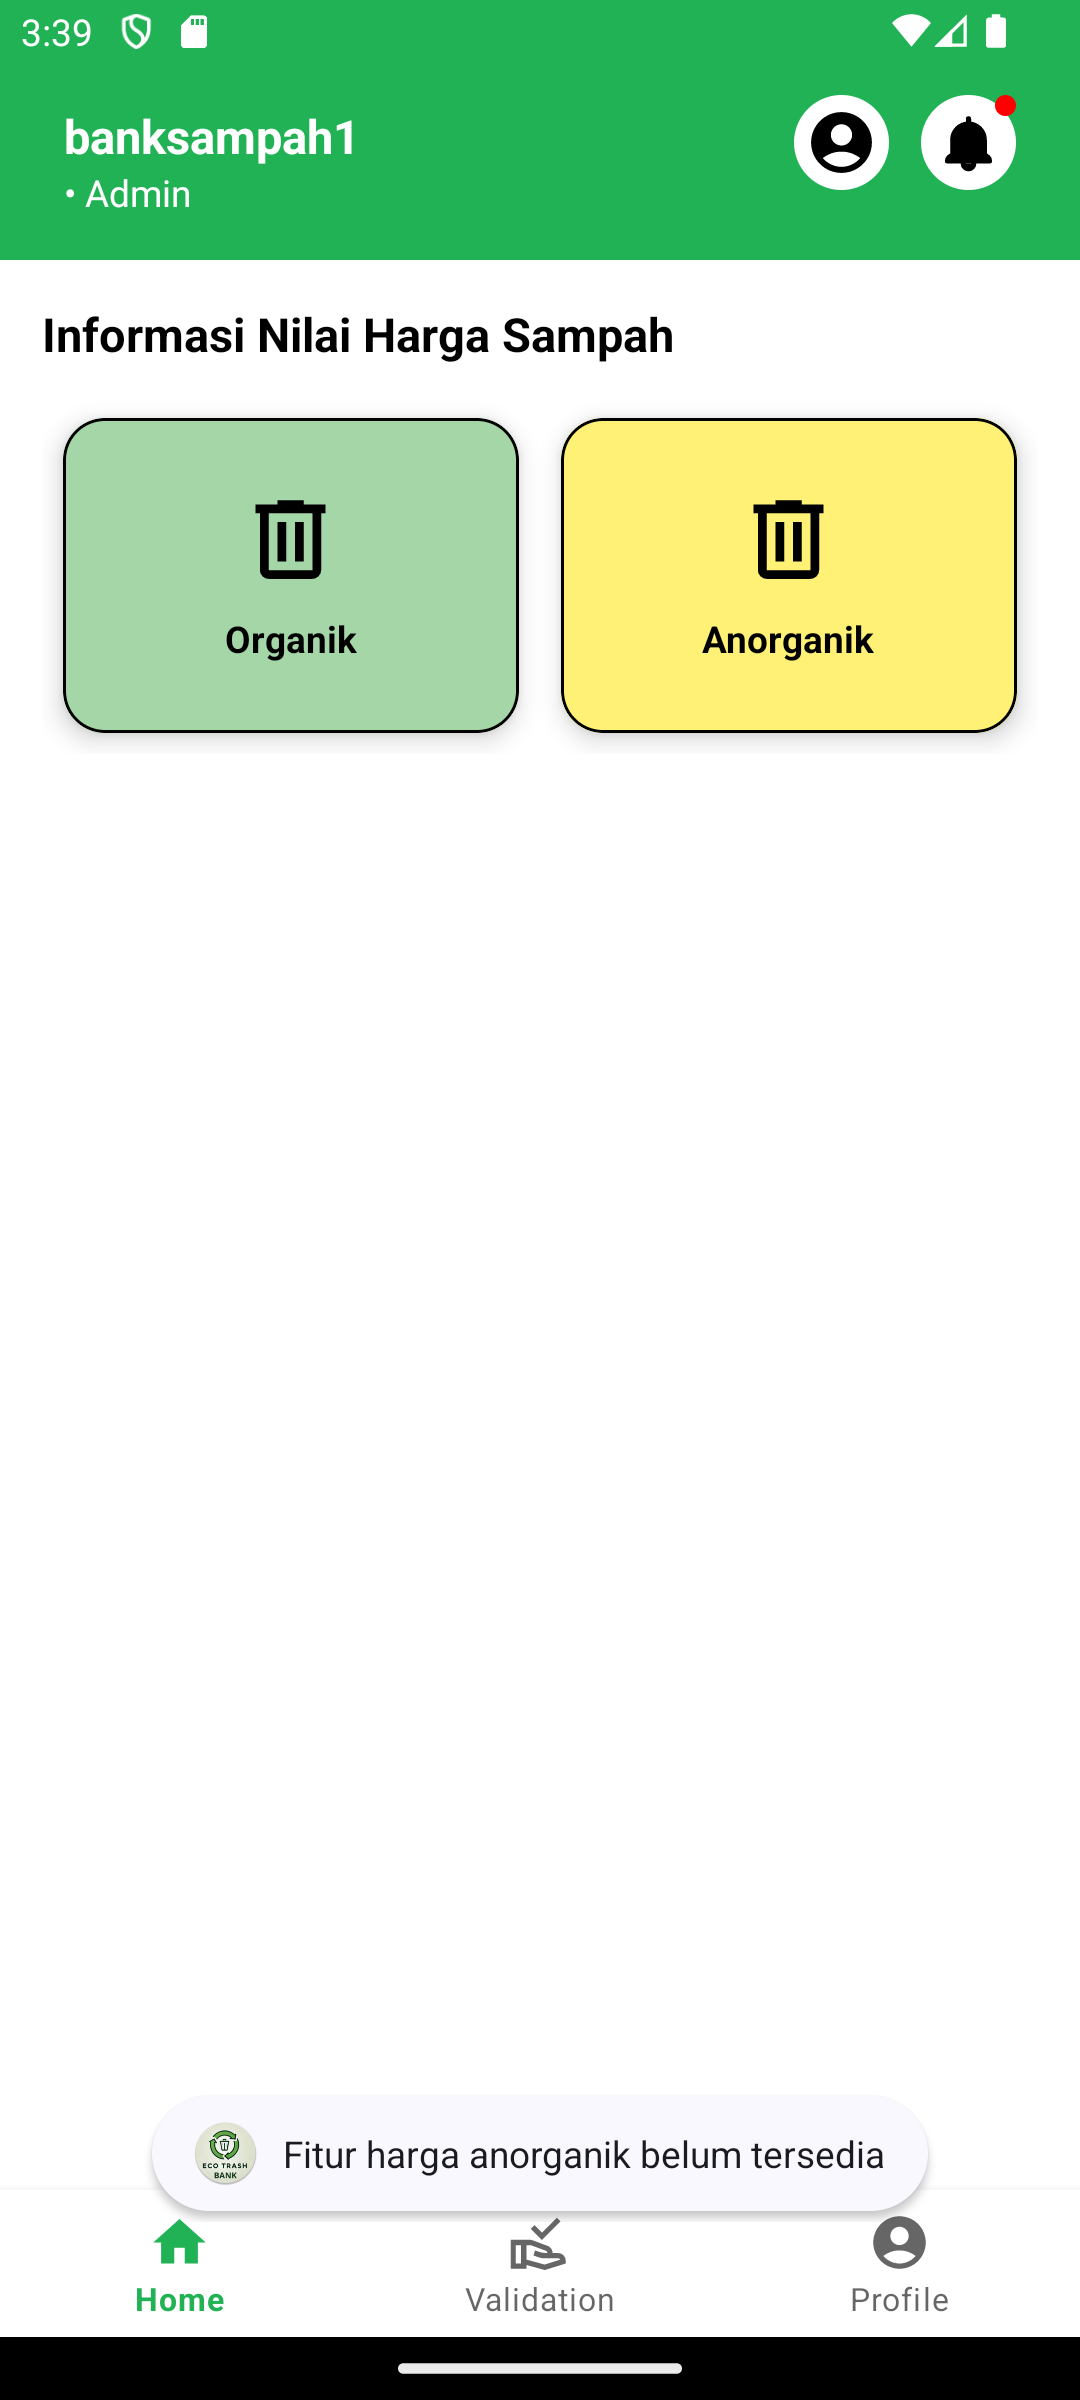 3:39
banksampah1
• Admin
Informasi Nilai Harga Sampah
Organik
Anorganik
ECO TRASH
BANK
Fitur harga anorganik belum tersedia
Home
Validation
Profile